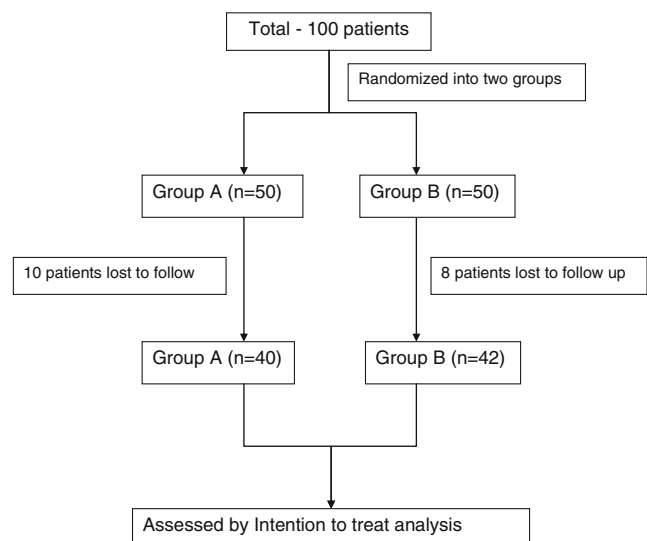 Total - 100 patients
Randomized into two groups
Group A (n=50)
Group B (n=50)
10 patients lost to follow
8 patients lost to follow up
Group A (n=40)
Group B (n=42)
Assessed by Intention to treat analysis